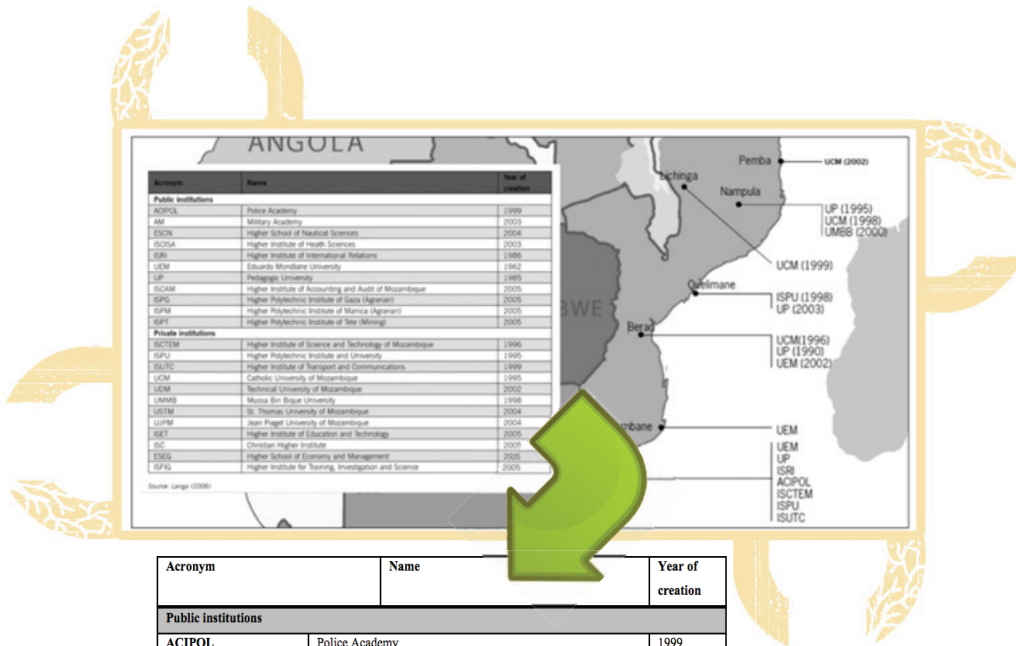 ANGOLA
Acronym Name Year of
creation
Public institutions
ACIPOL Police Academy 1999
AM Military Academy 2003
ESCN Higher School of Nautical Sciences 2004
ISCISA Higher Institute of Heath Sciences 2003
ISRI Higher Institute of International Relations 1986
UEM Eduardo Mondlane University 1962
UP Pedagogic University 1985
ISCAM Higher Institute of Accounting and Audit of Mozambique 2005
ISPG Higher Polytechnic Institute of Gaza (Agrarian) 2005
ISPM Higher Polytechnic Institute of Manica (Agrarian) 2005
ISPT Higher Polytechnic Institute of Tete (Mining) 2005
Private institutions
ISCTEM Higher Institute of Science and Technology of Mozambique 1996
ISPU Higher Polytechnic Institute and University 1995
ISUTC Higher Institute of Transport and Communications 1999
UCM Catholic University of Mozambique 1995
UDM Technical University of Mozambique 2002
UMMB Mussa Bin Bique University 1998
USTM St. Thomas University of Mozambique 2004
UJPM Jean Piaget University of Mozambique 2004
ISET Higher Institute of Education and Technology 2005
ISC Christian Higher Institute 2005
ESEG Higher School of Economy and Management 2005
ISFIG Higher Institute for Training, Investigation and Science 2005
Source: Langa (2006)
Pemba
UCM (2002)
Lichinga
Nampula
UP (1995)
UCM (1998)
UMBB (2000)
UCM (1999)
Quelimane
ISPU (1998)
UP (2003)
BWE
Berad
UCM(1996)
UP (1990)
UEM (2002)
mbane
UEM
UEM
UP
ISRI
ACIPOL
ISCTEM
ISPU
ISUTC
Acronym Name Year of
creation
Public institutions
ACIPOL Police Academy 1999